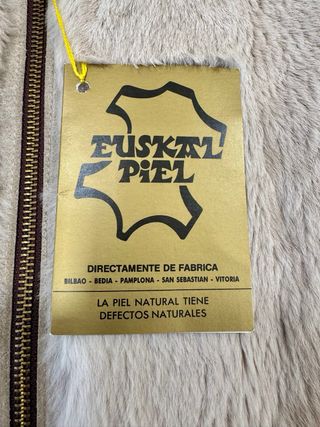 EUSKAL
PIEL
DIRECTAMENTE DE FABRICA
BILBAO - BEDIA - PAMPLONA - SAN SEBASTIAN - VITORIA
LA PIEL NATURAL TIENE
DEFECTOS NATURALES